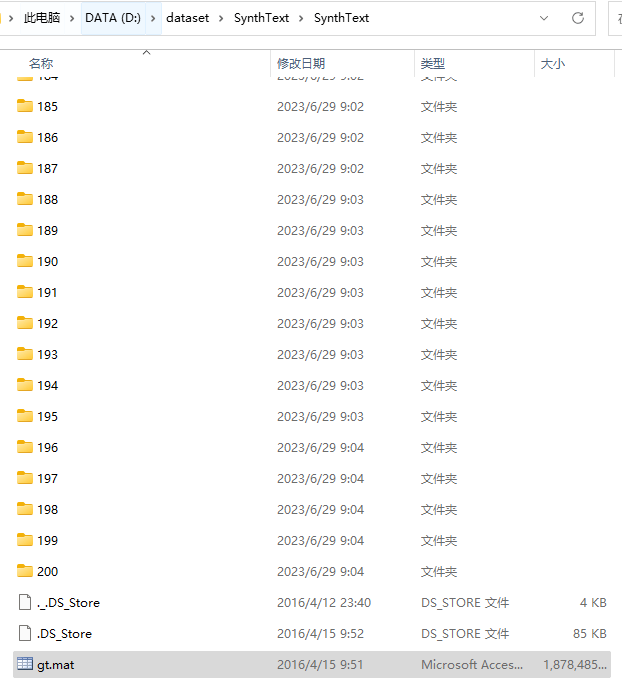 此电脑 › DATA (D:) › dataset › SynthText › SynthText
名称 修改日期 类型 大小
184 2023/6/29 9:02 文件夹
185 2023/6/29 9:02 文件夹
186 2023/6/29 9:02 文件夹
187 2023/6/29 9:02 文件夹
188 2023/6/29 9:03 文件夹
189 2023/6/29 9:03 文件夹
190 2023/6/29 9:03 文件夹
191 2023/6/29 9:03 文件夹
192 2023/6/29 9:03 文件夹
193 2023/6/29 9:03 文件夹
194 2023/6/29 9:03 文件夹
195 2023/6/29 9:03 文件夹
196 2023/6/29 9:04 文件夹
197 2023/6/29 9:04 文件夹
198 2023/6/29 9:04 文件夹
199 2023/6/29 9:04 文件夹
200 2023/6/29 9:04 文件夹
._.DS_Store 2016/4/12 23:40 DS_STORE 文件 4 KB
.DS_Store 2016/4/15 9:52 DS_STORE 文件 85 KB
gt.mat 2016/4/15 9:51 Microsoft Acces... 1,878,485...